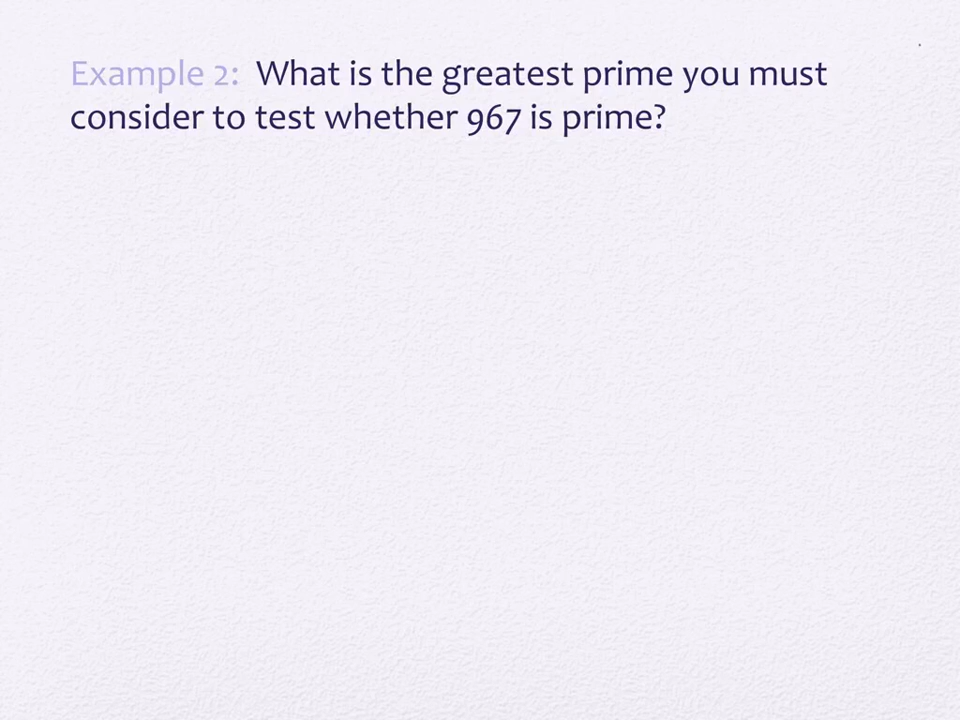 Example 2: What is the greatest prime you must
consider to test whether 967 is prime?